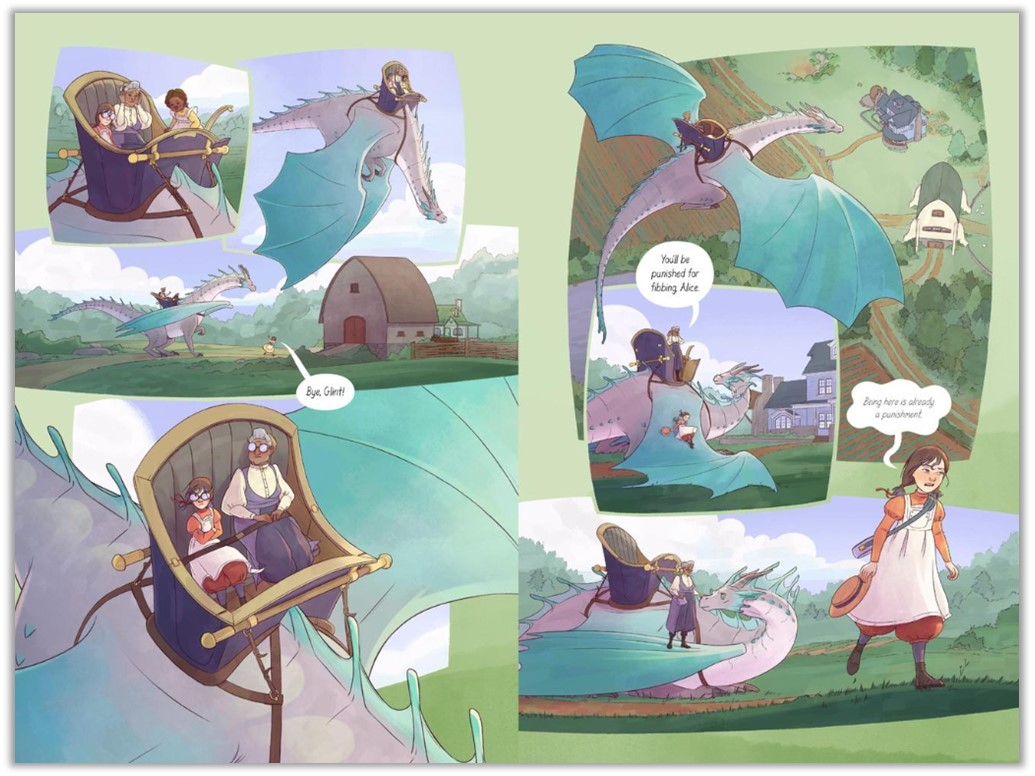 Bye, Glint!
You'll be
punished for
fibbing, Alice.
Being here is already
a punishment.